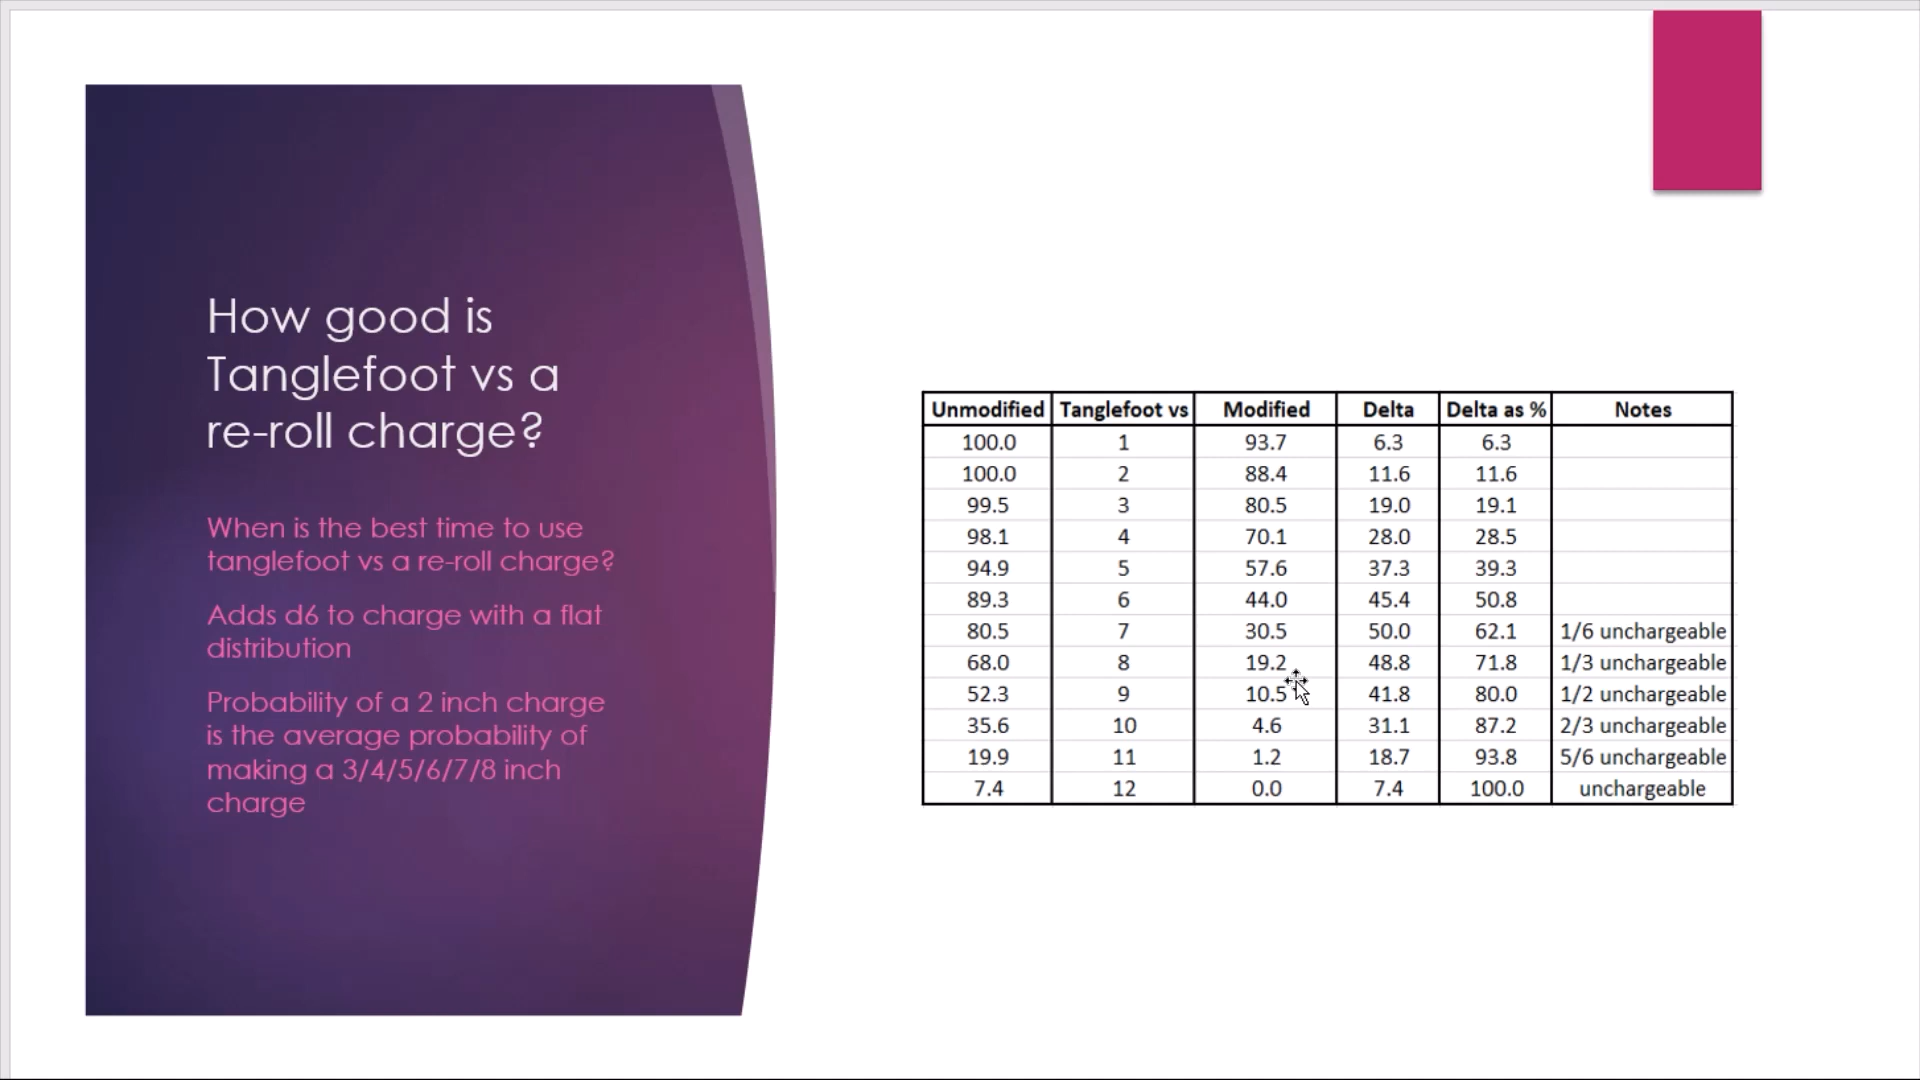 How good is
Tanglefoot vs a
re-roll charge?
When is the best time to use
tanglefoot vs a re-roll charge?
Adds d6 to charge with a flat
distribution
Probability of a 2 inch charge
is the average probability of
making a 3/4/5/6/7/8 inch
charge
Unmodified Tanglefoot vs Modified Delta Delta as % Notes
100.0 1 93.7 6.3 6.3
100.0 2 88.4 11.6 11.6
99.5 3 80.5 19.0 19.1
98.1 4 70.1 28.0 28.5
94.9 5 57.6 37.3 39.3
89.3 6 44.0 45.4 50.8
80.5 7 30.5 50.0 62.1 1/6 unchargeable
68.0 8 19.2 48.8 71.8 1/3 unchargeable
52.3 9 10.5 41.8 80.0 1/2 unchargeable
35.6 10 4.6 31.1 87.2 2/3 unchargeable
19.9 11 1.2 18.7 93.8 5/6 unchargeable
7.4 12 0.0 7.4 100.0 unchargeable